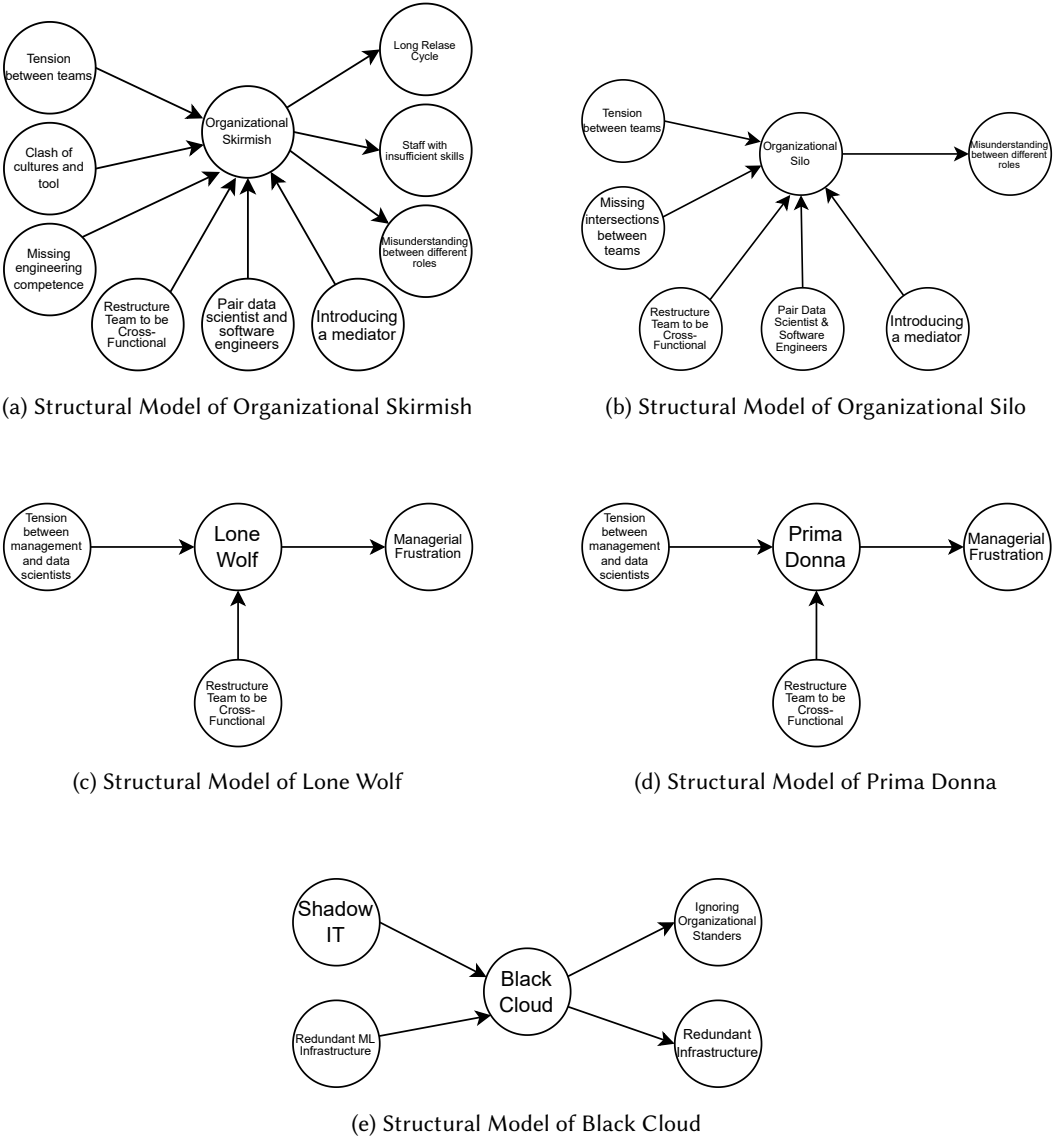 Tension
between teams
Clash of
cultures and
tool
Missing
engineering
competence
Restructure
Team to be
Cross-
Functional
Pair data
scientist and
software
engineers
Introducing
a mediator
Organizational
Skirmish
Long Relase
Cycle
Staff with
insufficient skills
Misunderstanding
between different
roles
(a) Structural Model of Organizational Skirmish
Tension
between teams
Missing
intersections
between
teams
Restructure
Team to be
Cross-
Functional
Pair Data
Scientist &
Software
Engineers
Introducing
a mediator
Organizational
Silo
Misunderstanding
between different
roles
(b) Structural Model of Organizational Silo
Tension
between
management
and data
scientists
Lone
Wolf
Managerial
Frustration
Restructure
Team to be
Cross-
Functional
(c) Structural Model of Lone Wolf
Tension
between
management
and data
scientists
Prima
Donna
Managerial
Frustration
Restructure
Team to be
Cross-
Functional
(d) Structural Model of Prima Donna
Shadow
IT
Redundant ML
Infrastructure
Black
Cloud
Ignoring
Organizational
Standers
Redundant
Infrastructure
(e) Structural Model of Black Cloud